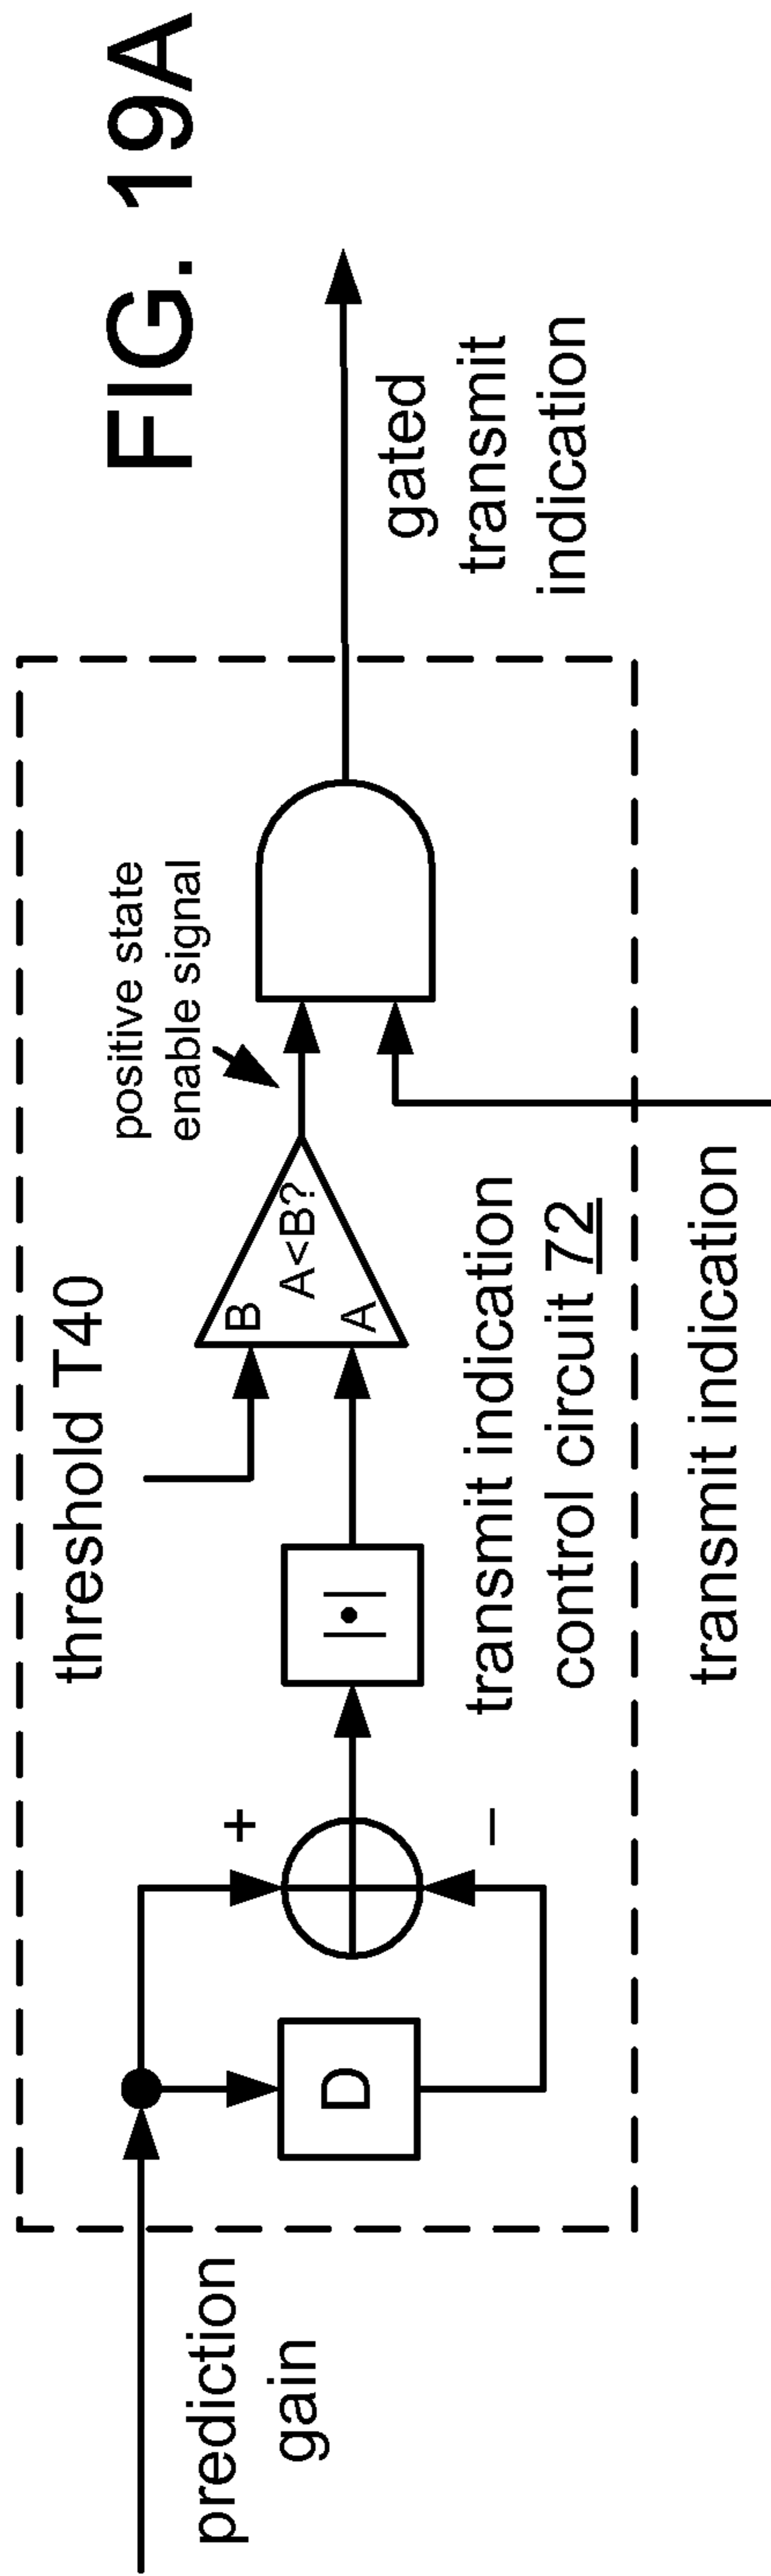 FIG. 19A
prediction
gain
D
+
–
|•|
threshold T40
B
A<B?
A
positive state
enable signal
transmit indication
control circuit 72
transmit indication
gated
transmit
indication